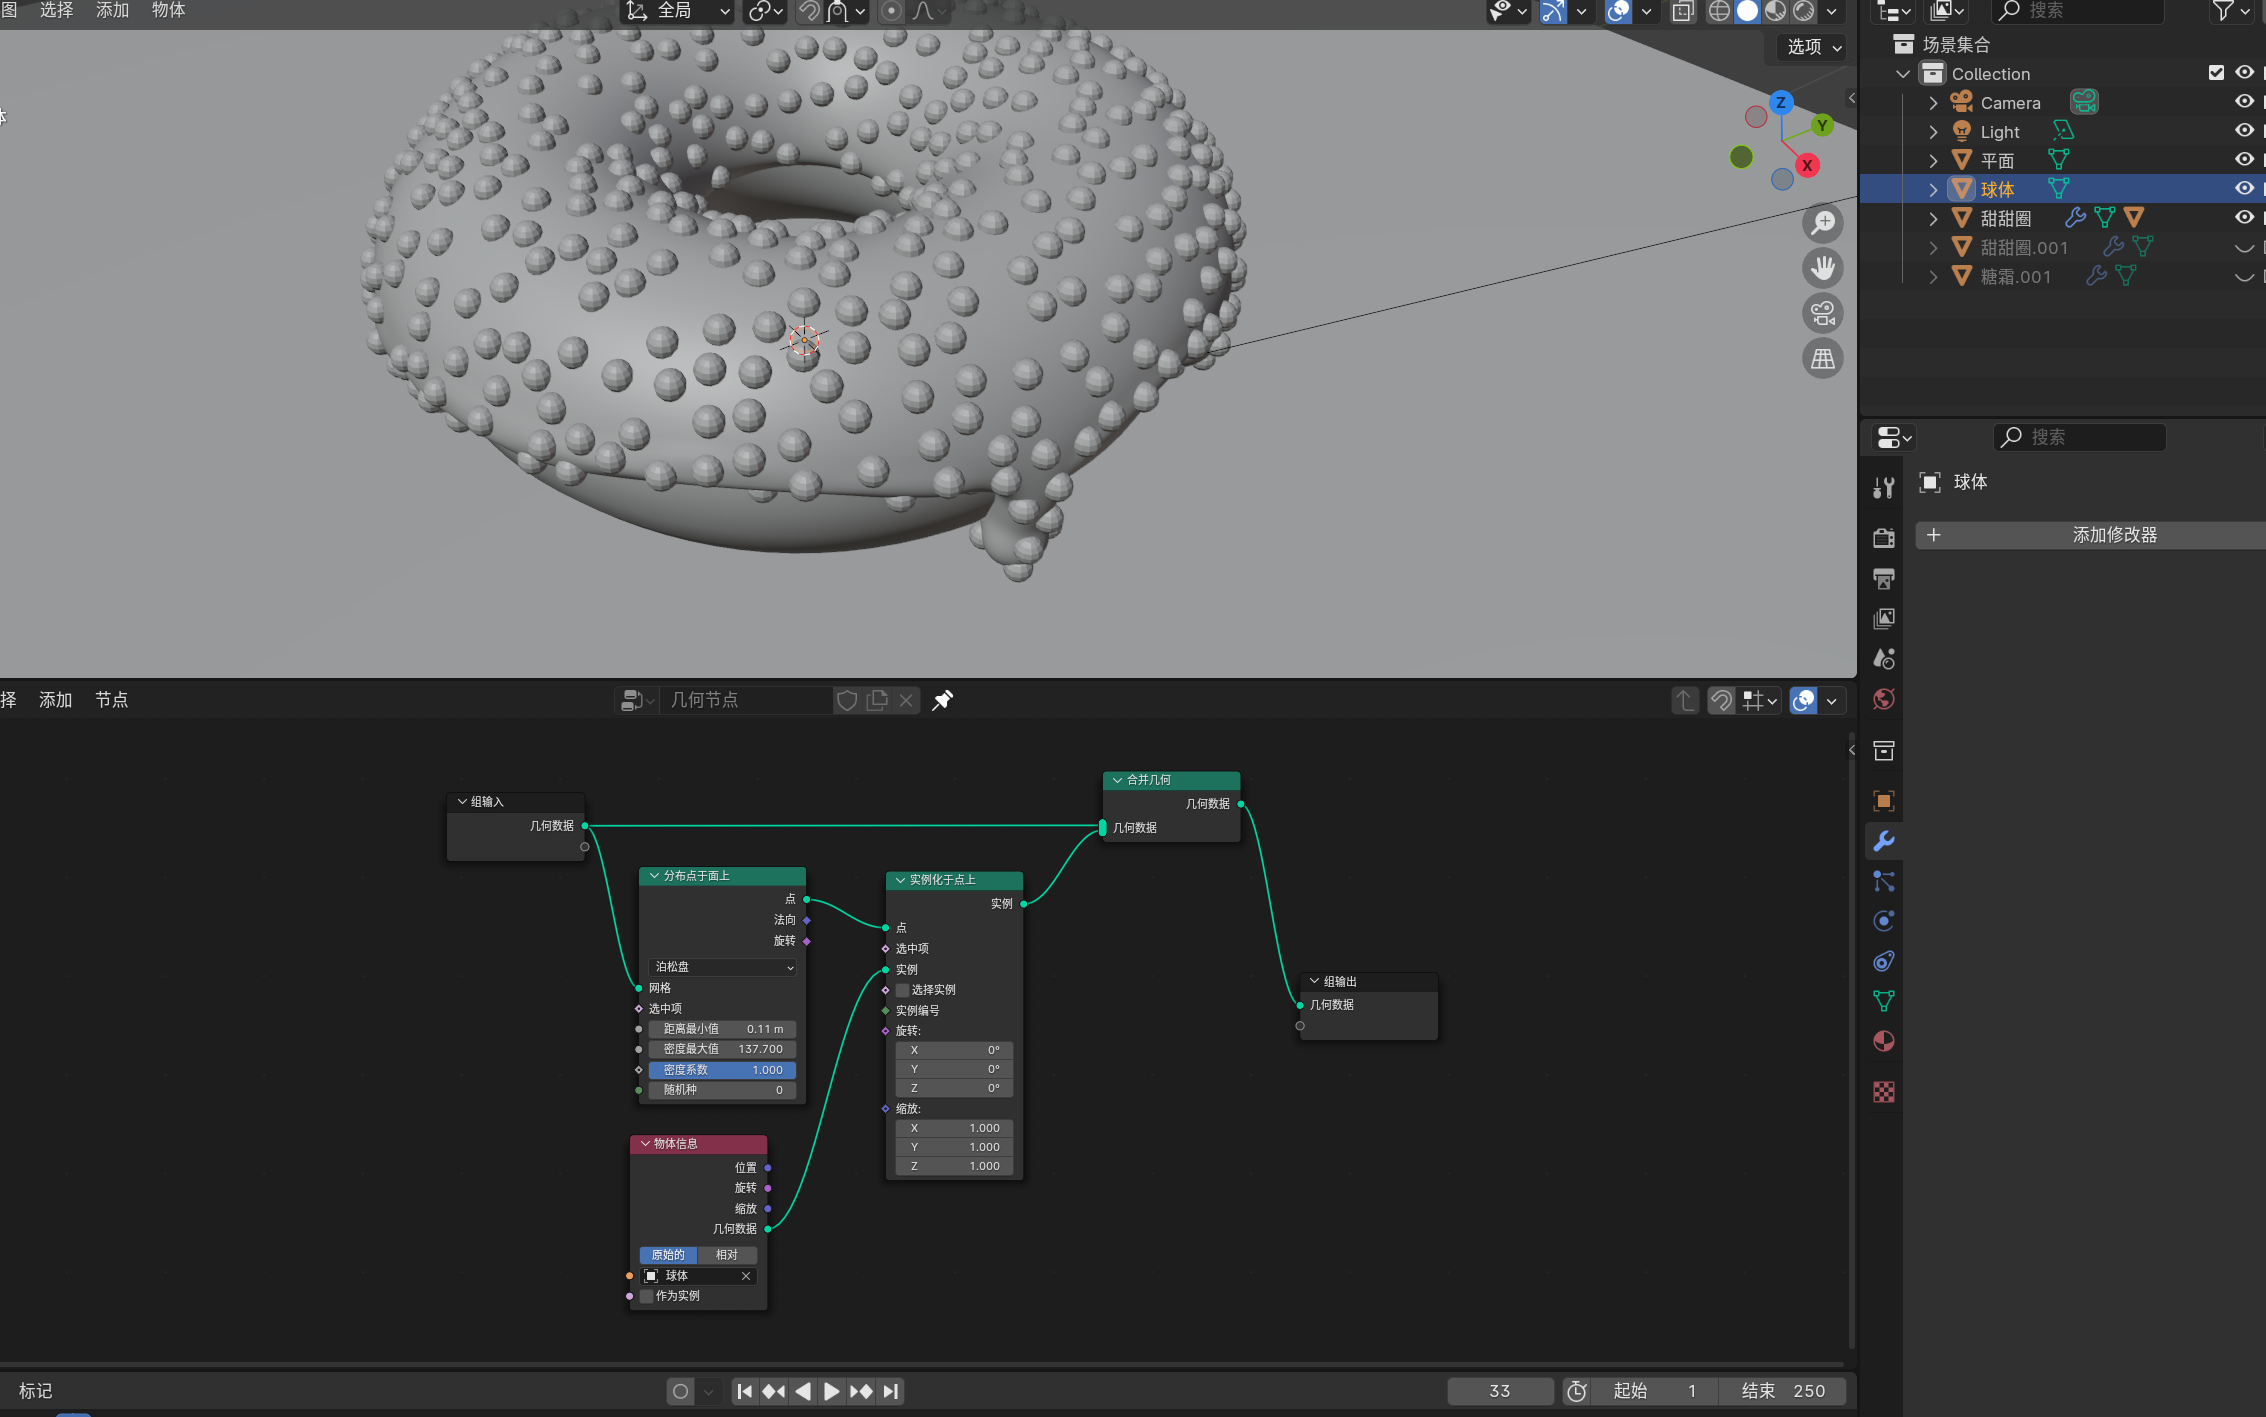 图 选择 添加 物体
全局
选项
Z
Y
X
搜索
场景集合
Collection
Camera
Light
平面
球体
甜甜圈
甜甜圈.001
糖霜.001
搜索
球体
添加修改器
择 添加 节点
几何节点
组输入
几何数据
分布点于面上
点
法向
旋转
泊松盘
网格
选中项
距离最小值 0.11 m
密度最大值 137.700
密度系数 1.000
随机种 0
物体信息
位置
旋转
缩放
几何数据
原始的 相对
球体
作为实例
实例化于点上
实例
点
选中项
实例
选择实例
实例编号
旋转:
X 0°
Y 0°
Z 0°
缩放:
X 1.000
Y 1.000
Z 1.000
合并几何
几何数据
几何数据
组输出
几何数据
标记
33
起始 1
结束 250